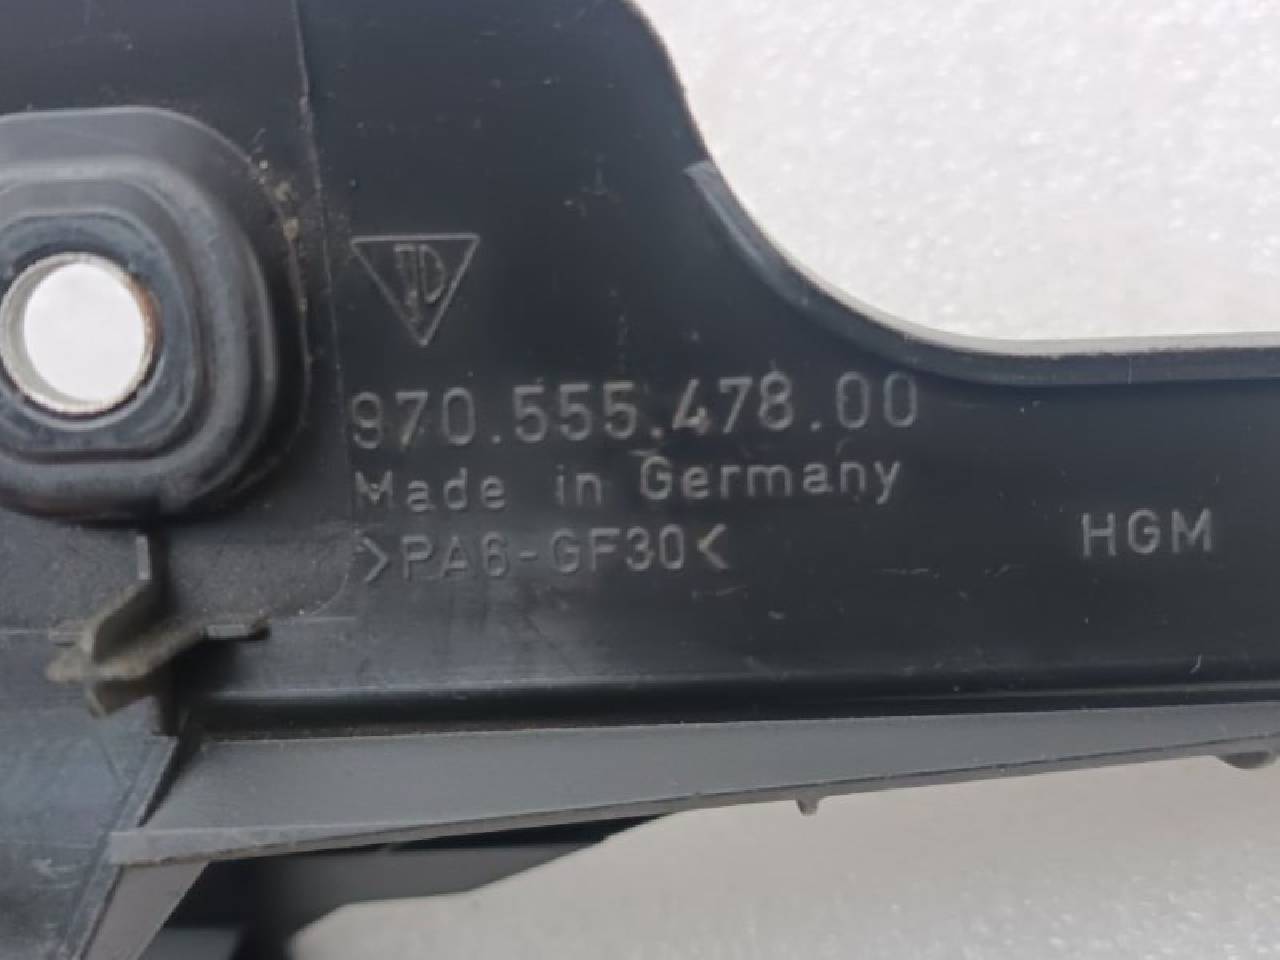 970.555.478.00
Made in Germany
>PA6-GF30<
HGM